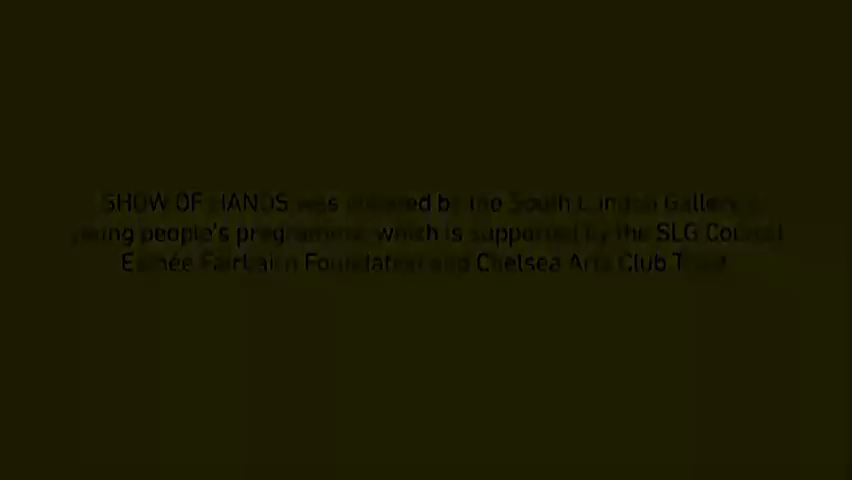 SHOW OF HANDS was created by the South London Gallery's
young people's programme which is supported by the SLG Council
Esmée Fairbairn Foundation and Chelsea Arts Club Trust